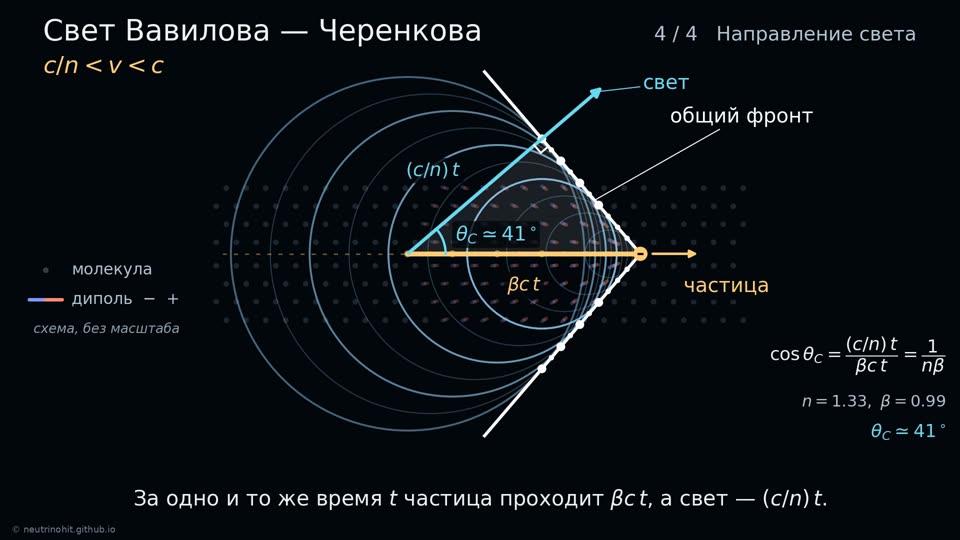 Свет Вавилова — Черенкова
4 / 4 Направление света
c/n < v < c
свет
общий фронт
(c/n) t
θ_C ≃ 41°
βc t
частица
молекула
диполь − +
схема, без масштаба
cos θ_C = (c/n) t / βc t = 1 / nβ
n = 1.33, β = 0.99
θ_C ≃ 41°
За одно и то же время t частица проходит βc t, а свет — (c/n) t.
© neutrinohit.github.io